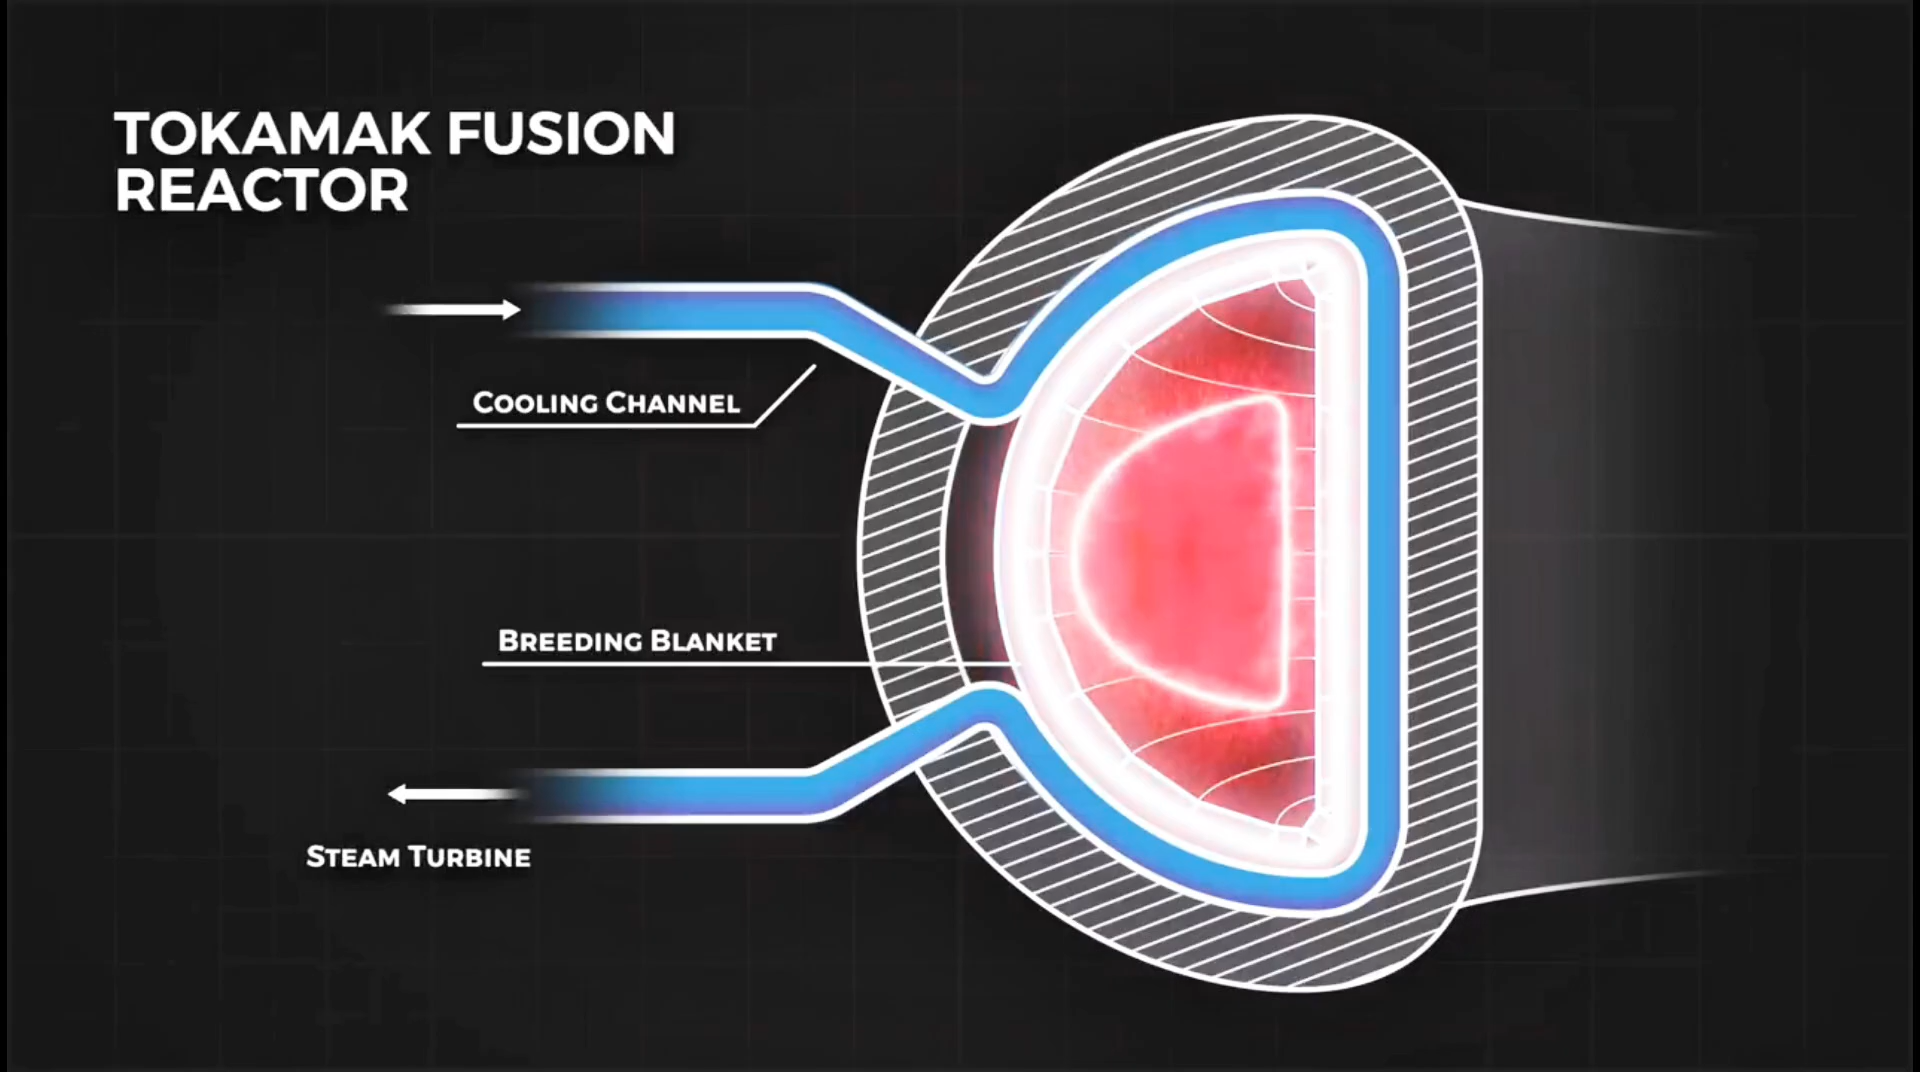 TOKAMAK FUSION
REACTOR
COOLING CHANNEL
BREEDING BLANKET
STEAM TURBINE